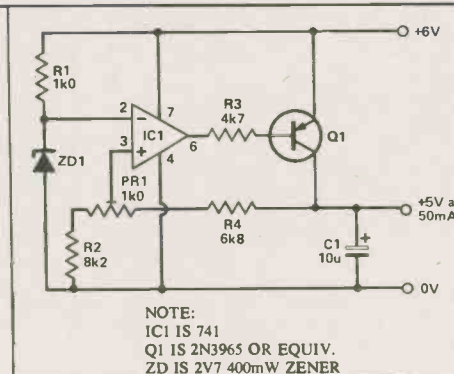 +6V
R1
1k0
2
7
IC1
3
4
6
R3
4k7
Q1
ZD1
PR1
1k0
R4
6k8
+5V a
50mA
R2
8k2
C1
10u
+
0V
NOTE:
IC1 IS 741
Q1 IS 2N3965 OR EQUIV.
ZD IS 2V7 400mW ZENER